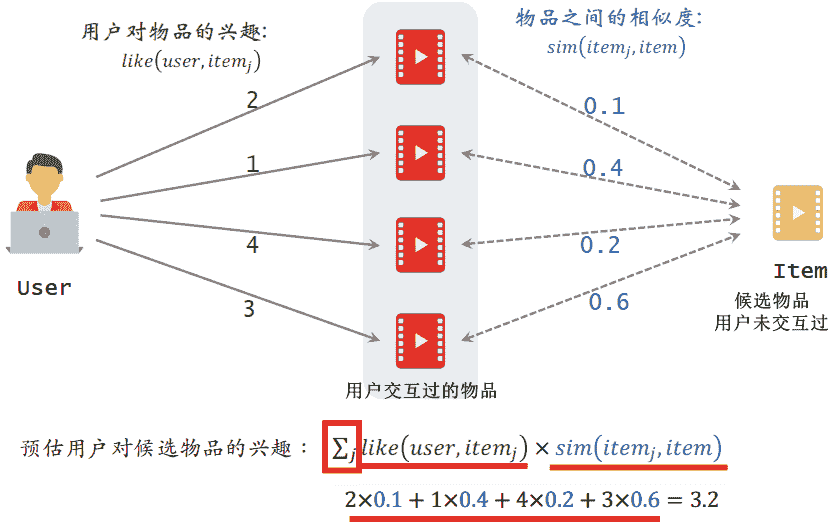 用户对物品的兴趣:
like(user,itemⱼ)
物品之间的相似度:
sim(itemⱼ,item)
2
1
4
3
0.1
0.4
0.2
0.6
User
Item
候选物品
用户未交互过
用户交互过的物品
预估用户对候选物品的兴趣: ∑ⱼlike(user,itemⱼ)×sim(itemⱼ,item)
2×0.1 + 1×0.4 + 4×0.2 + 3×0.6 = 3.2